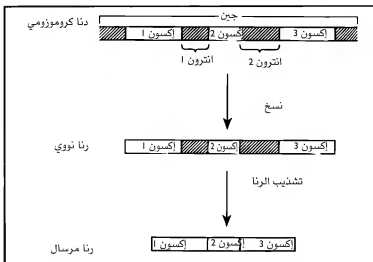 جين
دنا كروموزومي
إكسون 1 إكسون 2 إكسون 3
انترون 1 انترون 2
نسخ
رنا نووي
إكسون 1 إكسون 2 إكسون 3
تشذيب الرنا
رنا مرسال
إكسون 1 إكسون 2 إكسون 3